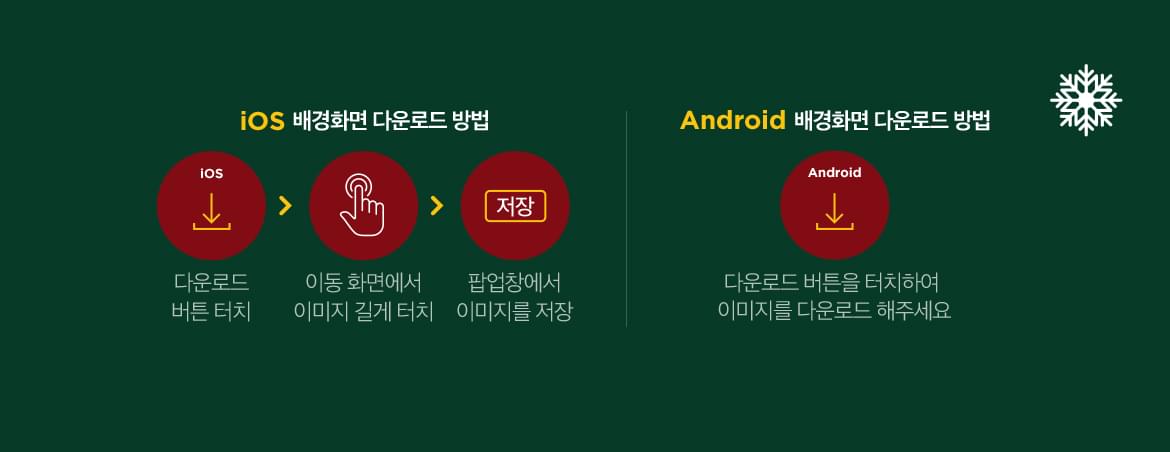 iOS 배경화면 다운로드 방법
iOS
다운로드
버튼 터치
이동 화면에서
이미지 길게 터치
저장
팝업창에서
이미지를 저장
Android 배경화면 다운로드 방법
Android
다운로드 버튼을 터치하여
이미지를 다운로드 해주세요